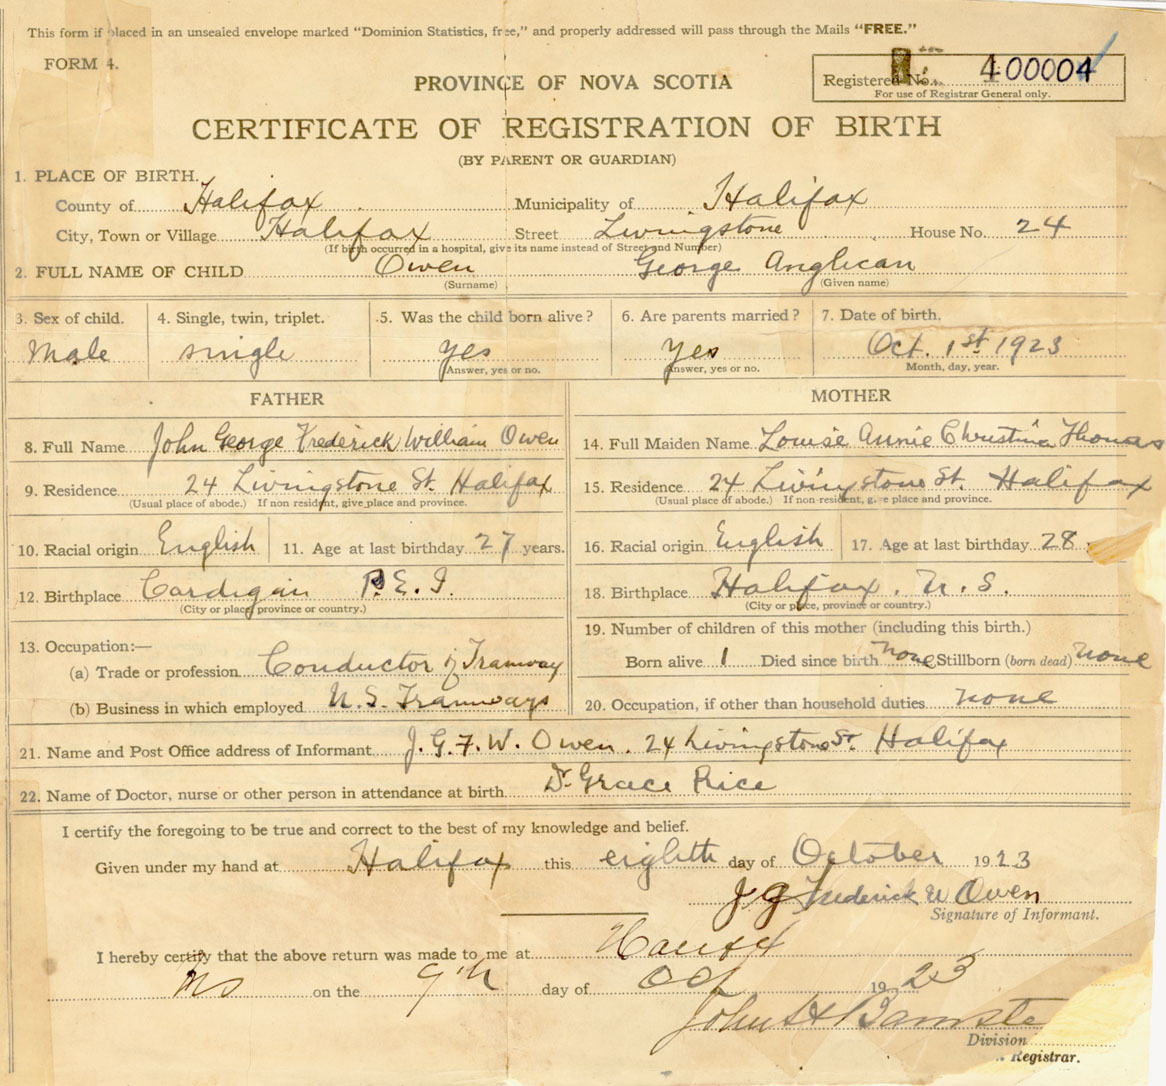 This form if placed in an unsealed envelope marked "Dominion Statistics, free," and properly addressed will pass through the Mails "FREE."
FORM 4.
Registered No. 400004
For use of Registrar General only.
PROVINCE OF NOVA SCOTIA
CERTIFICATE OF REGISTRATION OF BIRTH
(BY PARENT OR GUARDIAN)
1. PLACE OF BIRTH.
County of Halifax Municipality of Halifax
City, Town or Village Halifax Street Livingstone House No. 24
(If birth occurred in a hospital, give its name instead of Street and Number)
2. FULL NAME OF CHILD Owen George Anglican
(Surname) (Given name)
3. Sex of child. 4. Single, twin, triplet. 5. Was the child born alive? 6. Are parents married? 7. Date of birth.
Male single yes Yes Oct. 1st 1923
Answer, yes or no. Answer, yes or no. Month, day, year.
FATHER
8. Full Name John George Frederick William Owen
9. Residence 24 Livingstone St. Halifax
(Usual place of abode.) If non resident, give place and province.
10. Racial origin English 11. Age at last birthday 27 years.
12. Birthplace Cardigan P.E.I.
(City or place, province or country.)
13. Occupation:—
(a) Trade or profession Conductor of Tramway
(b) Business in which employed N.S. Tramways
MOTHER
14. Full Maiden Name Louise Annie Christina Thomas
15. Residence 24 Livingstone St. Halifax
(Usual place of abode.) If non-resident, give place and province.
16. Racial origin English 17. Age at last birthday 28
18. Birthplace Halifax. N.S.
(City or place, province or country.)
19. Number of children of this mother (including this birth.)
Born alive 1 Died since birth none Stillborn (born dead) none
20. Occupation, if other than household duties none
21. Name and Post Office address of Informant J.G.F.W. Owen. 24 Livingstone St. Halifax
22. Name of Doctor, nurse or other person in attendance at birth Dr. Grace Rice
I certify the foregoing to be true and correct to the best of my knowledge and belief.
Given under my hand at Halifax this eighth day of October 1923
J G Frederick W Owen
Signature of Informant.
I hereby certify that the above return was made to me at Halifax
NS on the 9th day of Oct 1923
John H
Division
Registrar.